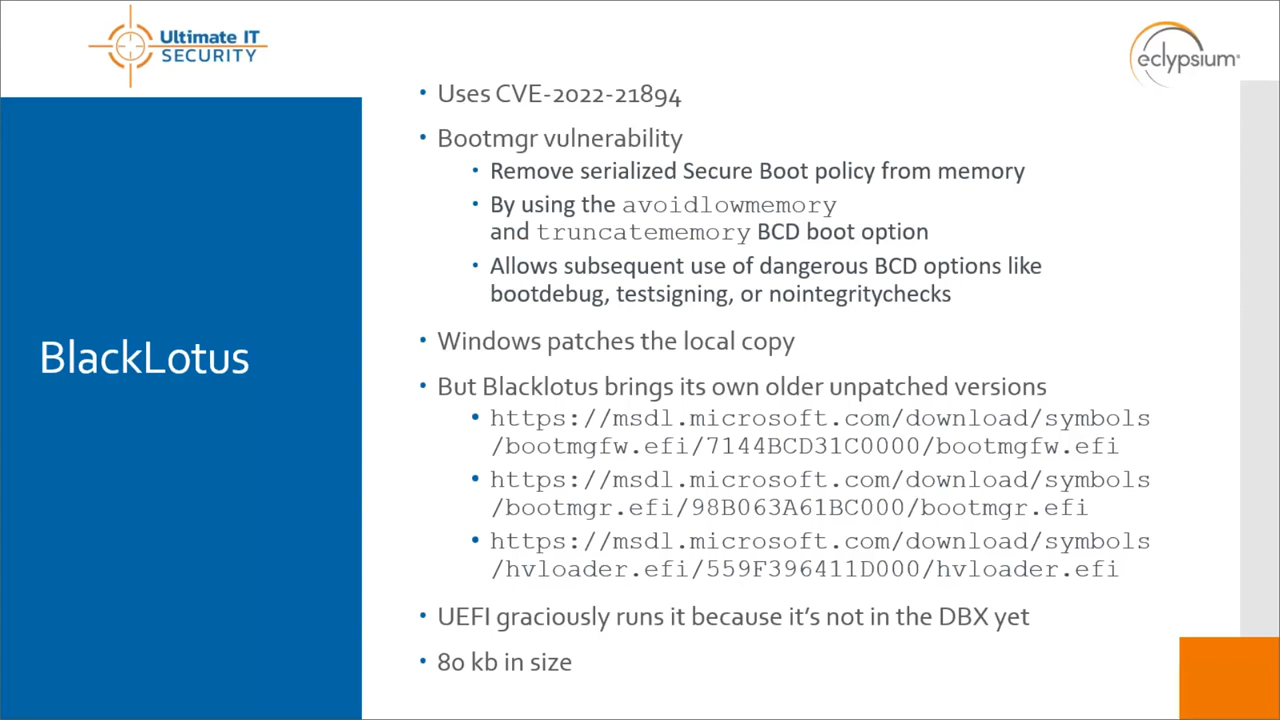 Ultimate IT
SECURITY
eclypsium®
• Uses CVE-2022-21894
• Bootmgr vulnerability
• Remove serialized Secure Boot policy from memory
• By using the avoidlowmemory
and truncatememory BCD boot option
• Allows subsequent use of dangerous BCD options like
bootdebug, testsigning, or nointegritychecks
BlackLotus
• Windows patches the local copy
• But Blacklotus brings its own older unpatched versions
• https://msdl.microsoft.com/download/symbols
/bootmgfw.efi/7144BCD31C0000/bootmgfw.efi
• https://msdl.microsoft.com/download/symbols
/bootmgr.efi/98B063A61BC000/bootmgr.efi
• https://msdl.microsoft.com/download/symbols
/hvloader.efi/559F396411D000/hvloader.efi
• UEFI graciously runs it because it’s not in the DBX yet
• 80 kb in size